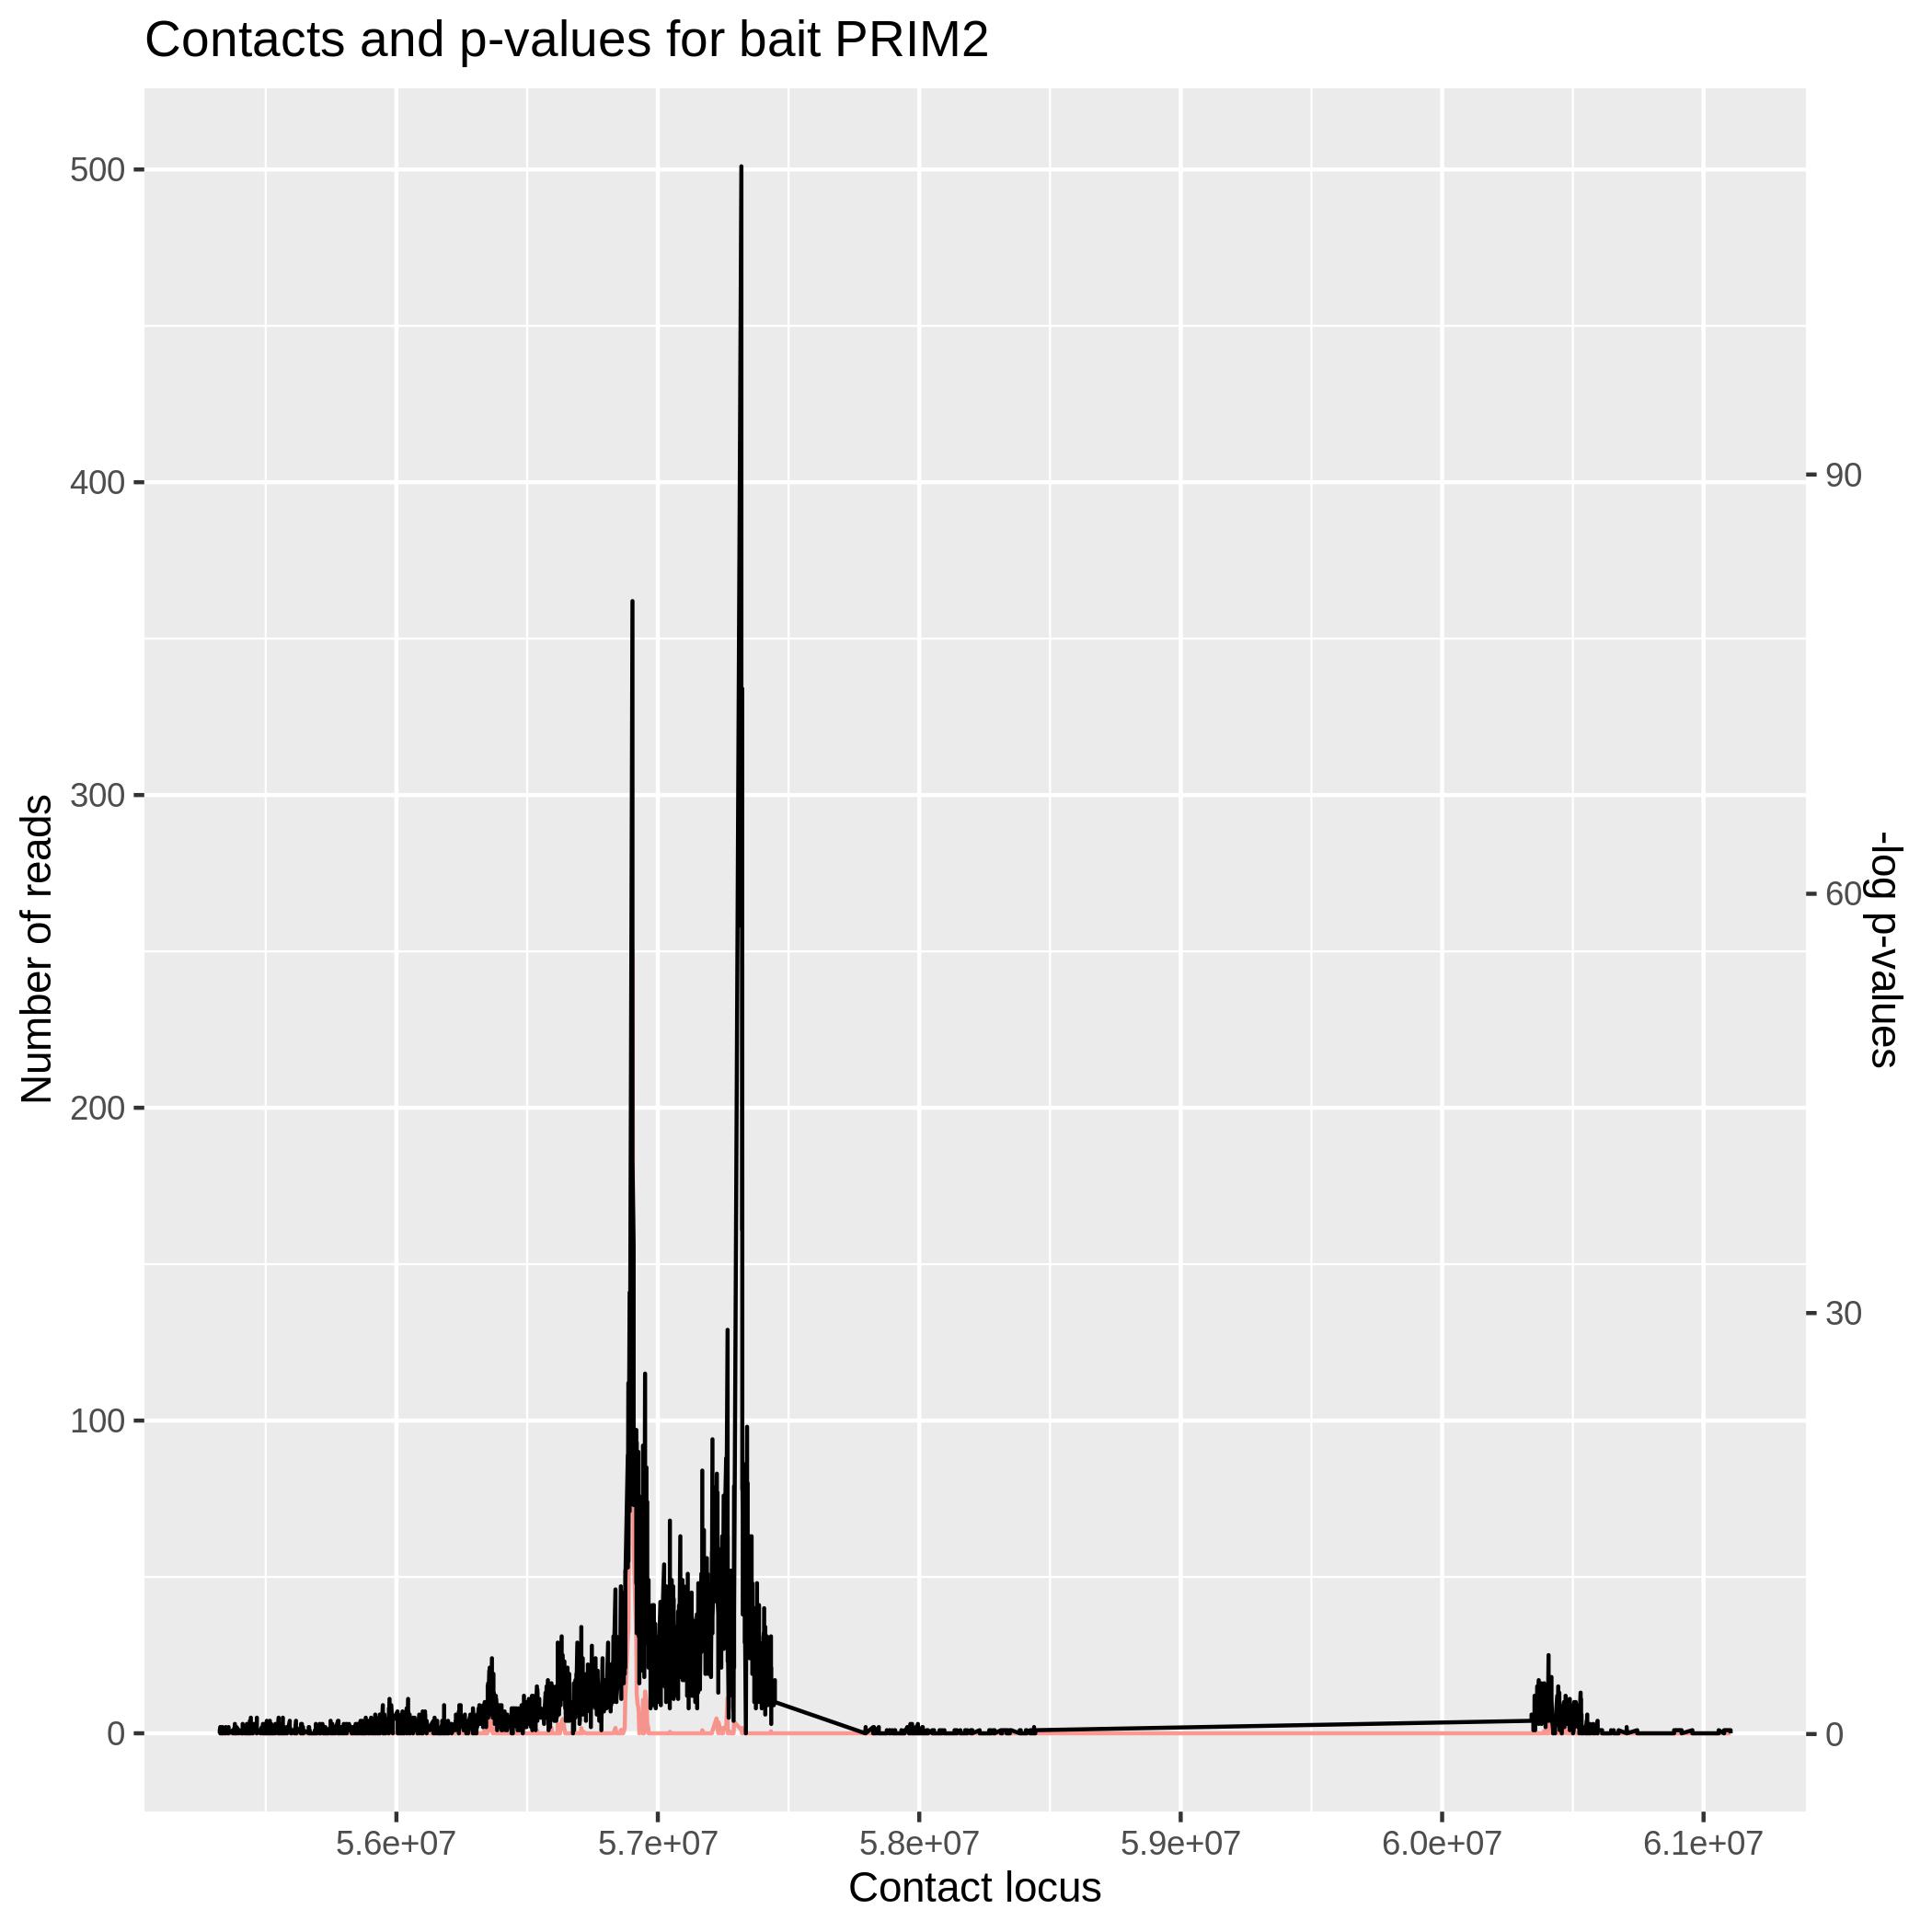 Contacts and p-values for bait PRIM2
500
400
300
200
100
0
Number of reads
90
60
30
0
-log p-values
5.6e+07
5.7e+07
5.8e+07
5.9e+07
6.0e+07
6.1e+07
Contact locus